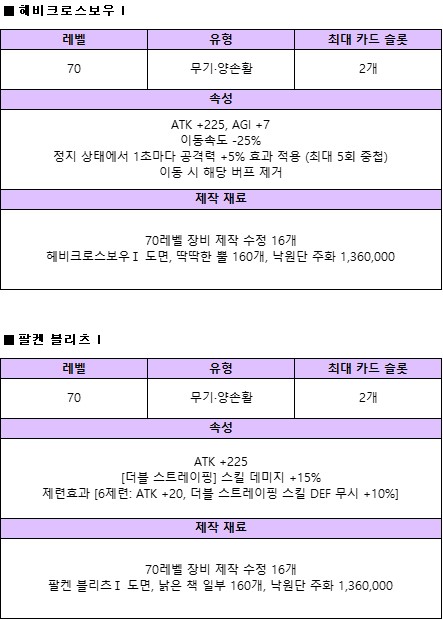 ■ 헤비크로스보우 I
레벨 유형 최대 카드 슬롯
70 무기·양손활 2개
속성
ATK +225, AGI +7
이동속도 -25%
정지 상태에서 1초마다 공격력 +5% 효과 적용 (최대 5회 중첩)
이동 시 해당 버프 제거
제작 재료
70레벨 장비 제작 수정 16개
헤비크로스보우Ⅰ 도면, 딱딱한 뿔 160개, 낙원단 주화 1,360,000
■ 팔켄 블리츠 I
레벨 유형 최대 카드 슬롯
70 무기·양손활 2개
속성
ATK +225
[더블 스트레이핑] 스킬 데미지 +15%
제련효과 [6제련: ATK +20, 더블 스트레이핑 스킬 DEF 무시 +10%]
제작 재료
70레벨 장비 제작 수정 16개
팔켄 블리츠Ⅰ 도면, 낡은 책 일부 160개, 낙원단 주화 1,360,000